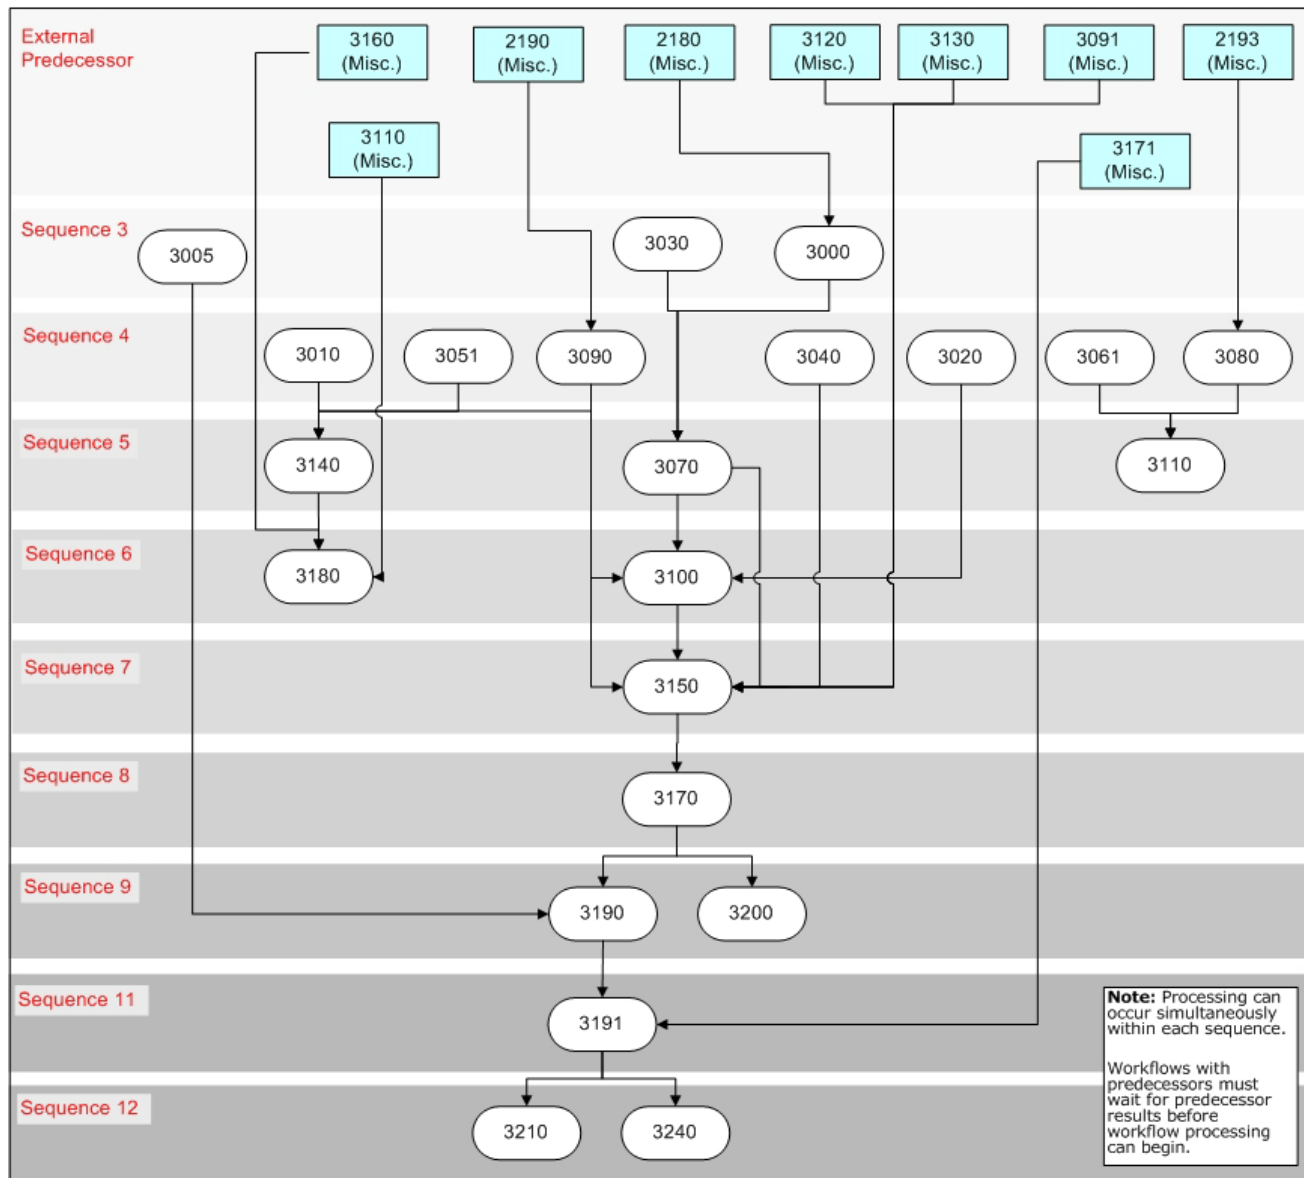 External
Predecessor
3160
(Misc.)
2190
(Misc.)
2180
(Misc.)
3120
(Misc.)
3130
(Misc.)
3091
(Misc.)
2193
(Misc.)
3110
(Misc.)
3171
(Misc.)
Sequence 3
3005
3030
3000
Sequence 4
3010
3051
3090
3040
3020
3061
3080
Sequence 5
3140
3070
3110
Sequence 6
3180
3100
Sequence 7
3150
Sequence 8
3170
Sequence 9
3190
3200
Sequence 11
3191
Note: Processing can
occur simultaneously
within each sequence.
Workflows with
predecessors must
wait for predecessor
results before
workflow processing
can begin.
Sequence 12
3210
3240